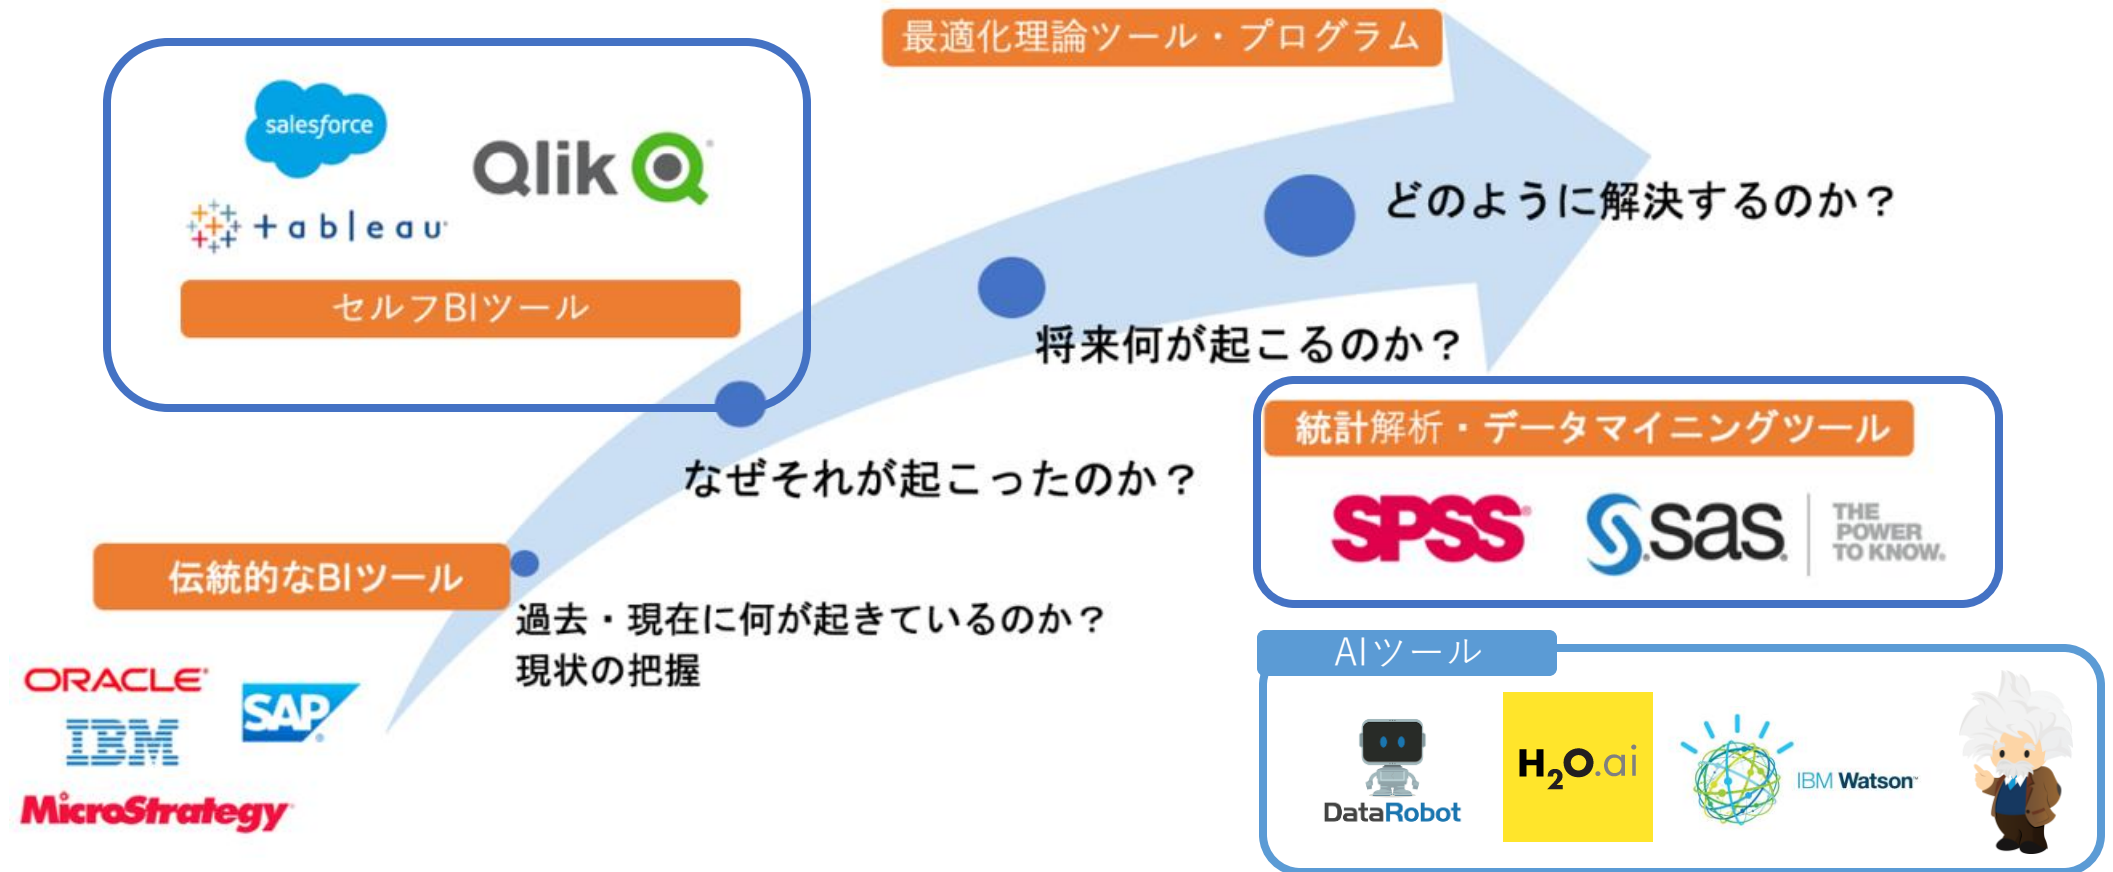 最適化理論ツール・プログラム
salesforce
Qlik
+ableau
セルフBIツール
どのように解決するのか？
将来何が起こるのか？
なぜそれが起こったのか？
伝統的なBIツール
過去・現在に何が起きているのか？
現状の把握
ORACLE
SAP
IBM
MicroStrategy
統計解析・データマイニングツール
SPSS
sas
THE
POWER
TO KNOW.
AIツール
DataRobot
H2O.ai
IBM Watson